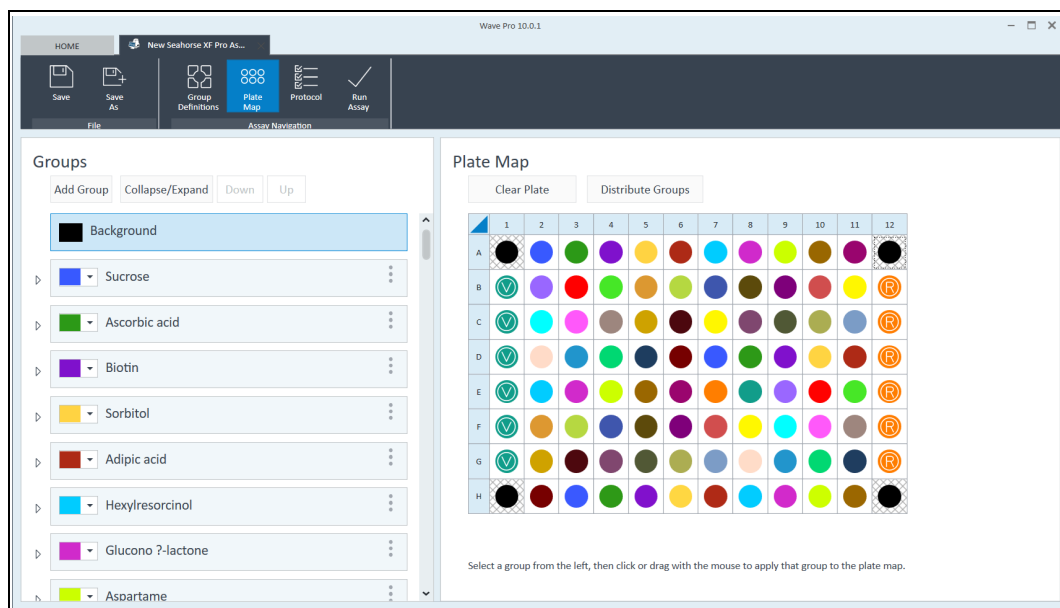 Wave Pro 10.0.1
HOME
New Seahorse XF Pro As...
Save
Save As
Group Definitions
Plate Map
Protocol
Run Assay
File
Assay Navigation
Groups
Add Group Collapse/Expand Down Up
Background
Sucrose
Ascorbic acid
Biotin
Sorbitol
Adipic acid
Hexylresorcinol
Glucono ?-lactone
Aspartame
Plate Map
Clear Plate Distribute Groups
1 2 3 4 5 6 7 8 9 10 11 12
A
B V R
C V R
D V R
E V R
F V R
G V R
H
Select a group from the left, then click or drag with the mouse to apply that group to the plate map.